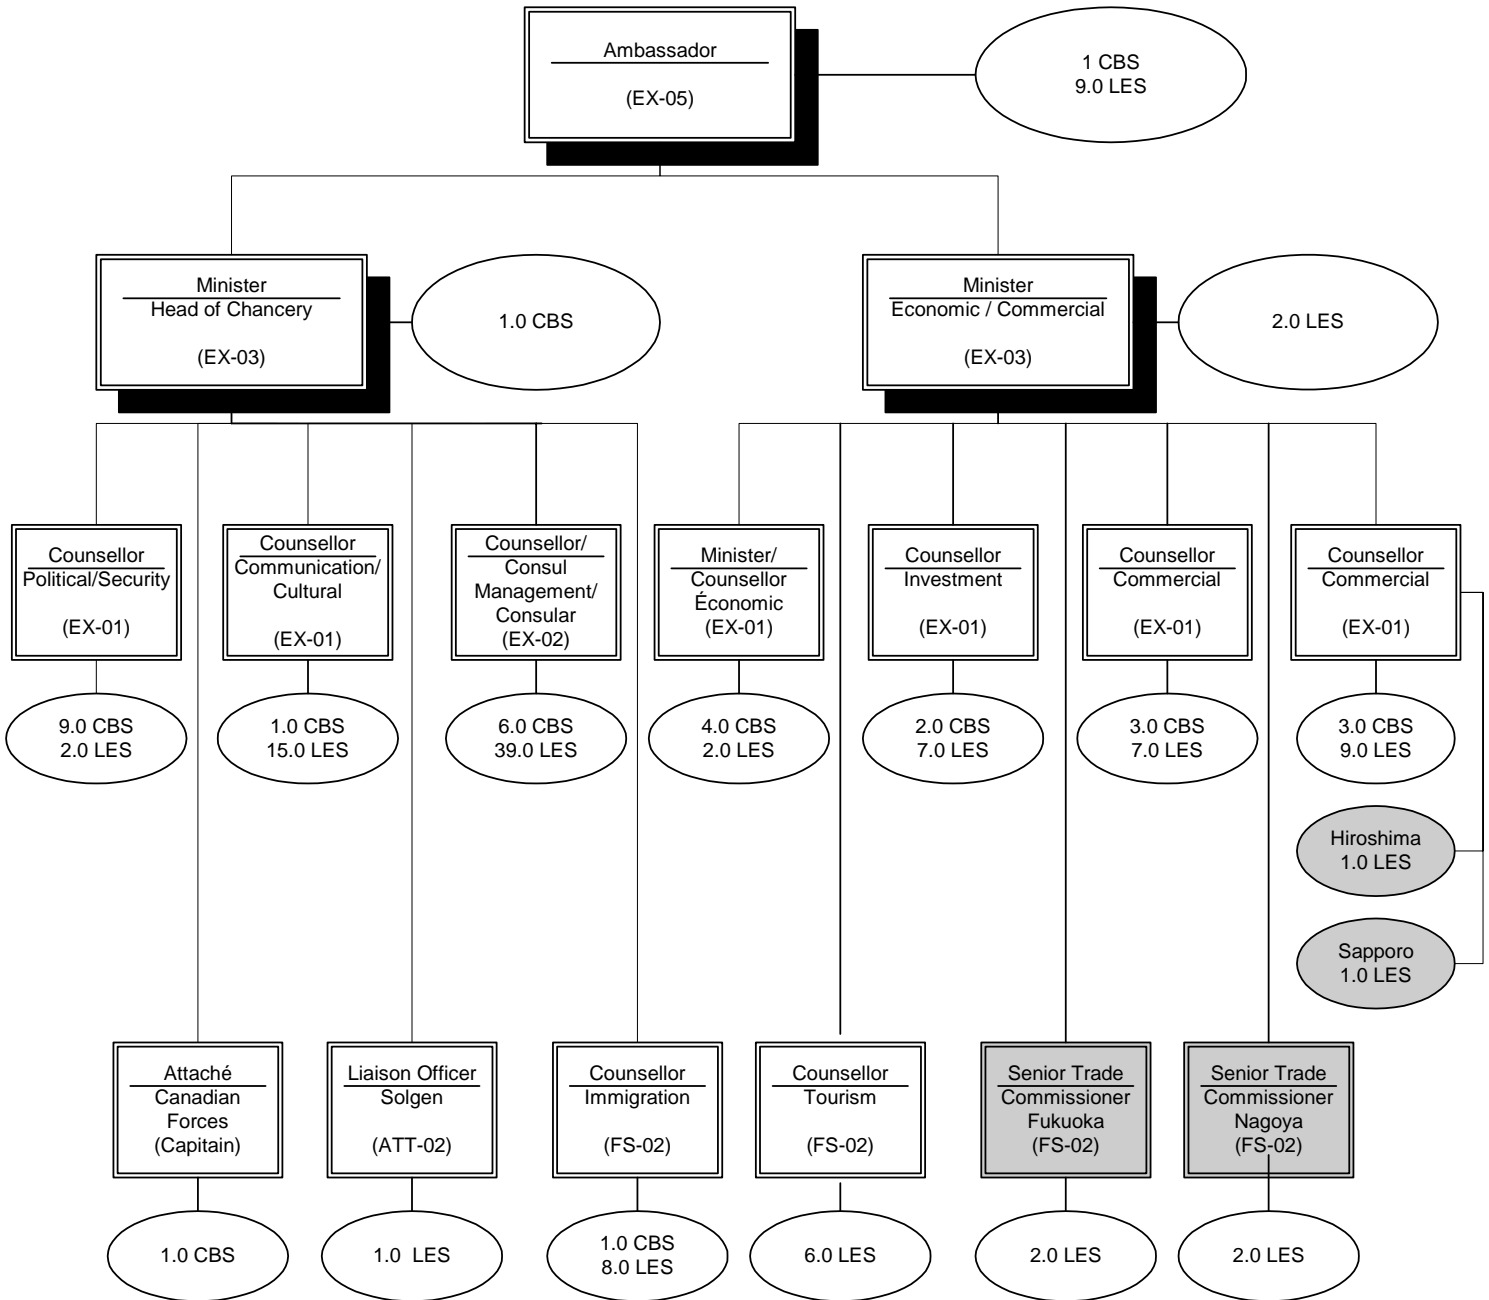 Ambassador
(EX-05)
1 CBS
9.0 LES
Minister
Head of Chancery
(EX-03)
1.0 CBS
Minister
Economic / Commercial
(EX-03)
2.0 LES
Counsellor
Political/Security
(EX-01)
Counsellor
Communication/
Cultural
(EX-01)
Counsellor/
Consul
Management/
Consular
(EX-02)
Minister/
Counsellor
Économic
(EX-01)
Counsellor
Investment
(EX-01)
Counsellor
Commercial
(EX-01)
Counsellor
Commercial
(EX-01)
9.0 CBS
2.0 LES
1.0 CBS
15.0 LES
6.0 CBS
39.0 LES
4.0 CBS
2.0 LES
2.0 CBS
7.0 LES
3.0 CBS
7.0 LES
3.0 CBS
9.0 LES
Hiroshima
1.0 LES
Sapporo
1.0 LES
Attaché
Canadian
Forces
(Capitain)
Liaison Officer
Solgen
(ATT-02)
Counsellor
Immigration
(FS-02)
Counsellor
Tourism
(FS-02)
Senior Trade
Commissioner
Fukuoka
(FS-02)
Senior Trade
Commissioner
Nagoya
(FS-02)
1.0 CBS
1.0 LES
1.0 CBS
8.0 LES
6.0 LES
2.0 LES
2.0 LES